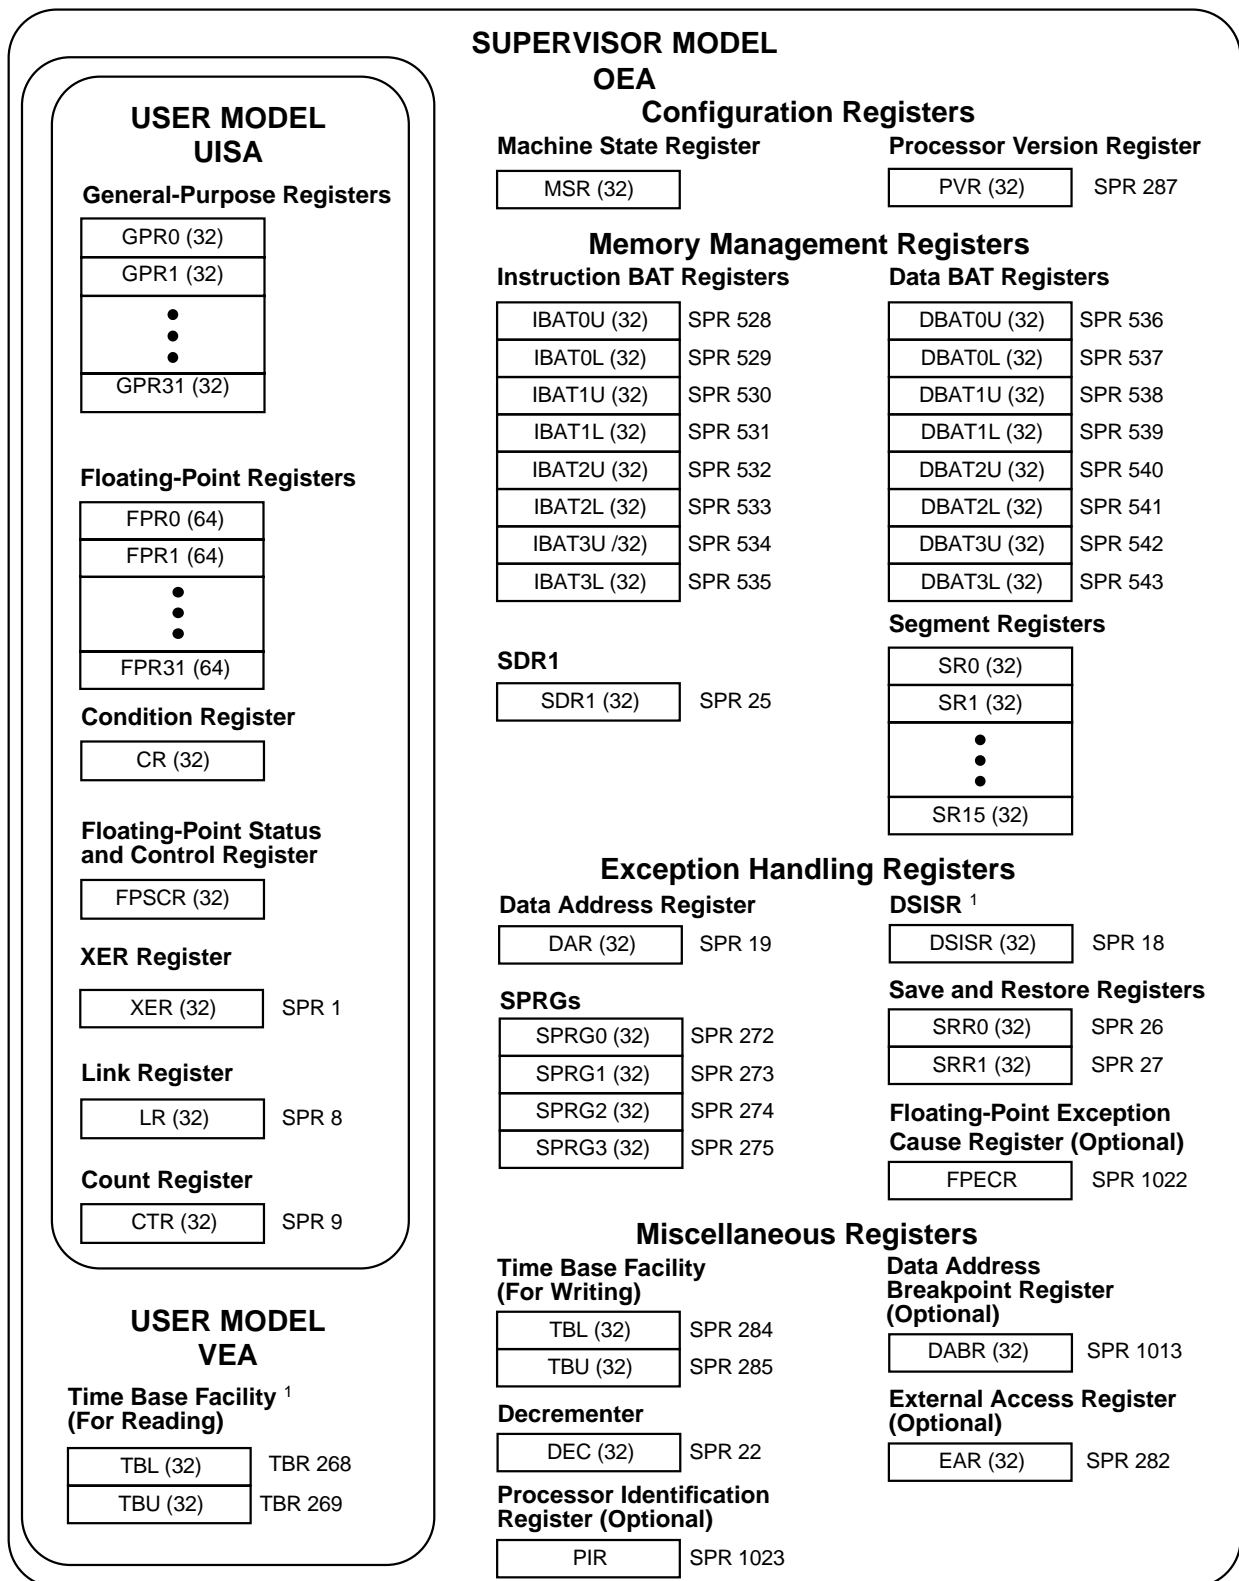 SUPERVISOR MODEL
OEA
USER MODEL
UISA
General-Purpose Registers
GPR0 (32)
GPR1 (32)
GPR31 (32)
Floating-Point Registers
FPR0 (64)
FPR1 (64)
FPR31 (64)
Condition Register
CR (32)
Floating-Point Status
and Control Register
FPSCR (32)
XER Register
XER (32) SPR 1
Link Register
LR (32) SPR 8
Count Register
CTR (32) SPR 9
USER MODEL
VEA
Time Base Facility 1
(For Reading)
TBL (32) TBR 268
TBU (32) TBR 269
Configuration Registers
Machine State Register
MSR (32)
Processor Version Register
PVR (32) SPR 287
Memory Management Registers
Instruction BAT Registers
IBAT0U (32) SPR 528
IBAT0L (32) SPR 529
IBAT1U (32) SPR 530
IBAT1L (32) SPR 531
IBAT2U (32) SPR 532
IBAT2L (32) SPR 533
IBAT3U /32) SPR 534
IBAT3L (32) SPR 535
Data BAT Registers
DBAT0U (32) SPR 536
DBAT0L (32) SPR 537
DBAT1U (32) SPR 538
DBAT1L (32) SPR 539
DBAT2U (32) SPR 540
DBAT2L (32) SPR 541
DBAT3U (32) SPR 542
DBAT3L (32) SPR 543
SDR1
SDR1 (32) SPR 25
Segment Registers
SR0 (32)
SR1 (32)
SR15 (32)
Exception Handling Registers
Data Address Register
DAR (32) SPR 19
DSISR 1
DSISR (32) SPR 18
SPRGs
SPRG0 (32) SPR 272
SPRG1 (32) SPR 273
SPRG2 (32) SPR 274
SPRG3 (32) SPR 275
Save and Restore Registers
SRR0 (32) SPR 26
SRR1 (32) SPR 27
Floating-Point Exception
Cause Register (Optional)
FPECR SPR 1022
Miscellaneous Registers
Time Base Facility
(For Writing)
TBL (32) SPR 284
TBU (32) SPR 285
Data Address
Breakpoint Register
(Optional)
DABR (32) SPR 1013
Decrementer
DEC (32) SPR 22
External Access Register
(Optional)
EAR (32) SPR 282
Processor Identification
Register (Optional)
PIR SPR 1023